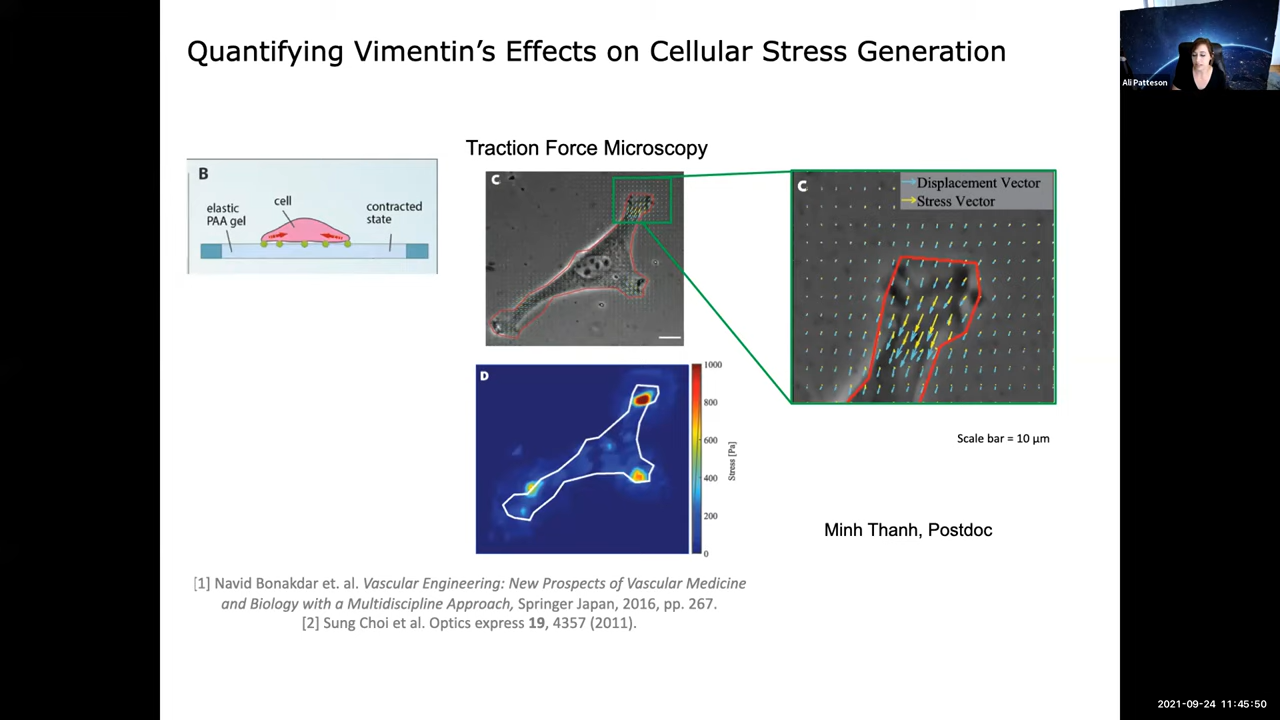 Quantifying Vimentin's Effects on Cellular Stress Generation
Ali Patteson
Traction Force Microscopy
B
elastic
PAA gel
cell
contracted
state
C
C
Displacement Vector
Stress Vector
D
1000
800
600
400
200
0
Stress [Pa]
Scale bar = 10 μm
Minh Thanh, Postdoc
[1] Navid Bonakdar et. al. Vascular Engineering: New Prospects of Vascular Medicine
and Biology with a Multidiscipline Approach, Springer Japan, 2016, pp. 267.
[2] Sung Choi et al. Optics express 19, 4357 (2011).
2021-09-24 11:45:50